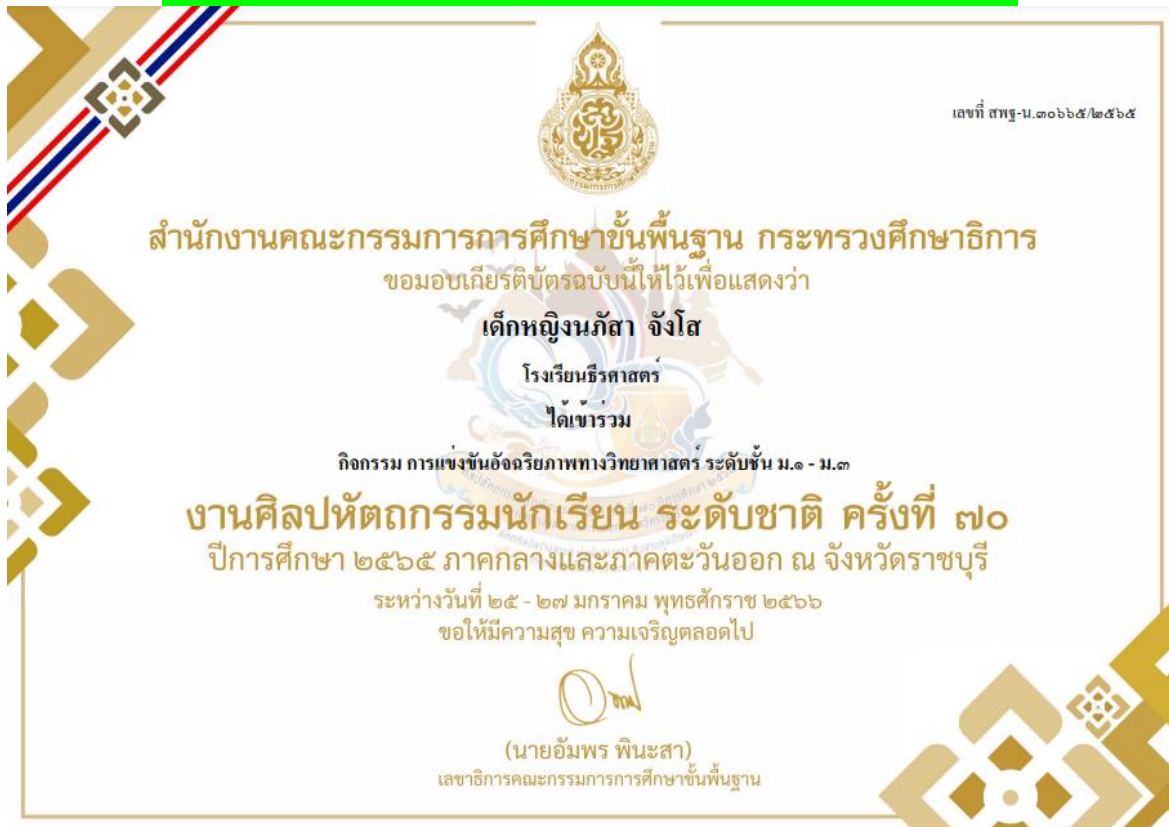 เลขที่ สพฐ-น.๓๐๖๖๕/๒๕๖๕
สำนักงานคณะกรรมการการศึกษาขั้นพื้นฐาน กระทรวงศึกษาธิการ
ขอมอบเกียรติบัตรฉบับนี้ให้ไว้เพื่อแสดงว่า
เด็กหญิงนภัสา จังโส
โรงเรียนธีรศาสตร์
ได้เข้าร่วม
กิจกรรม การแข่งขันอัจฉริยภาพทางวิทยาศาสตร์ ระดับชั้น ม.๑ - ม.๓
งานศิลปหัตถกรรมนักเรียน ระดับชาติ ครั้งที่ ๗๐
ปีการศึกษา ๒๕๖๕ ภาคกลางและภาคตะวันออก ณ จังหวัดราชบุรี
ระหว่างวันที่ ๒๕ - ๒๗ มกราคม พุทธศักราช ๒๕๖๖
ขอให้มีความสุข ความเจริญตลอดไป
(นายอัมพร พินะสา)
เลขาธิการคณะกรรมการการศึกษาขั้นพื้นฐาน